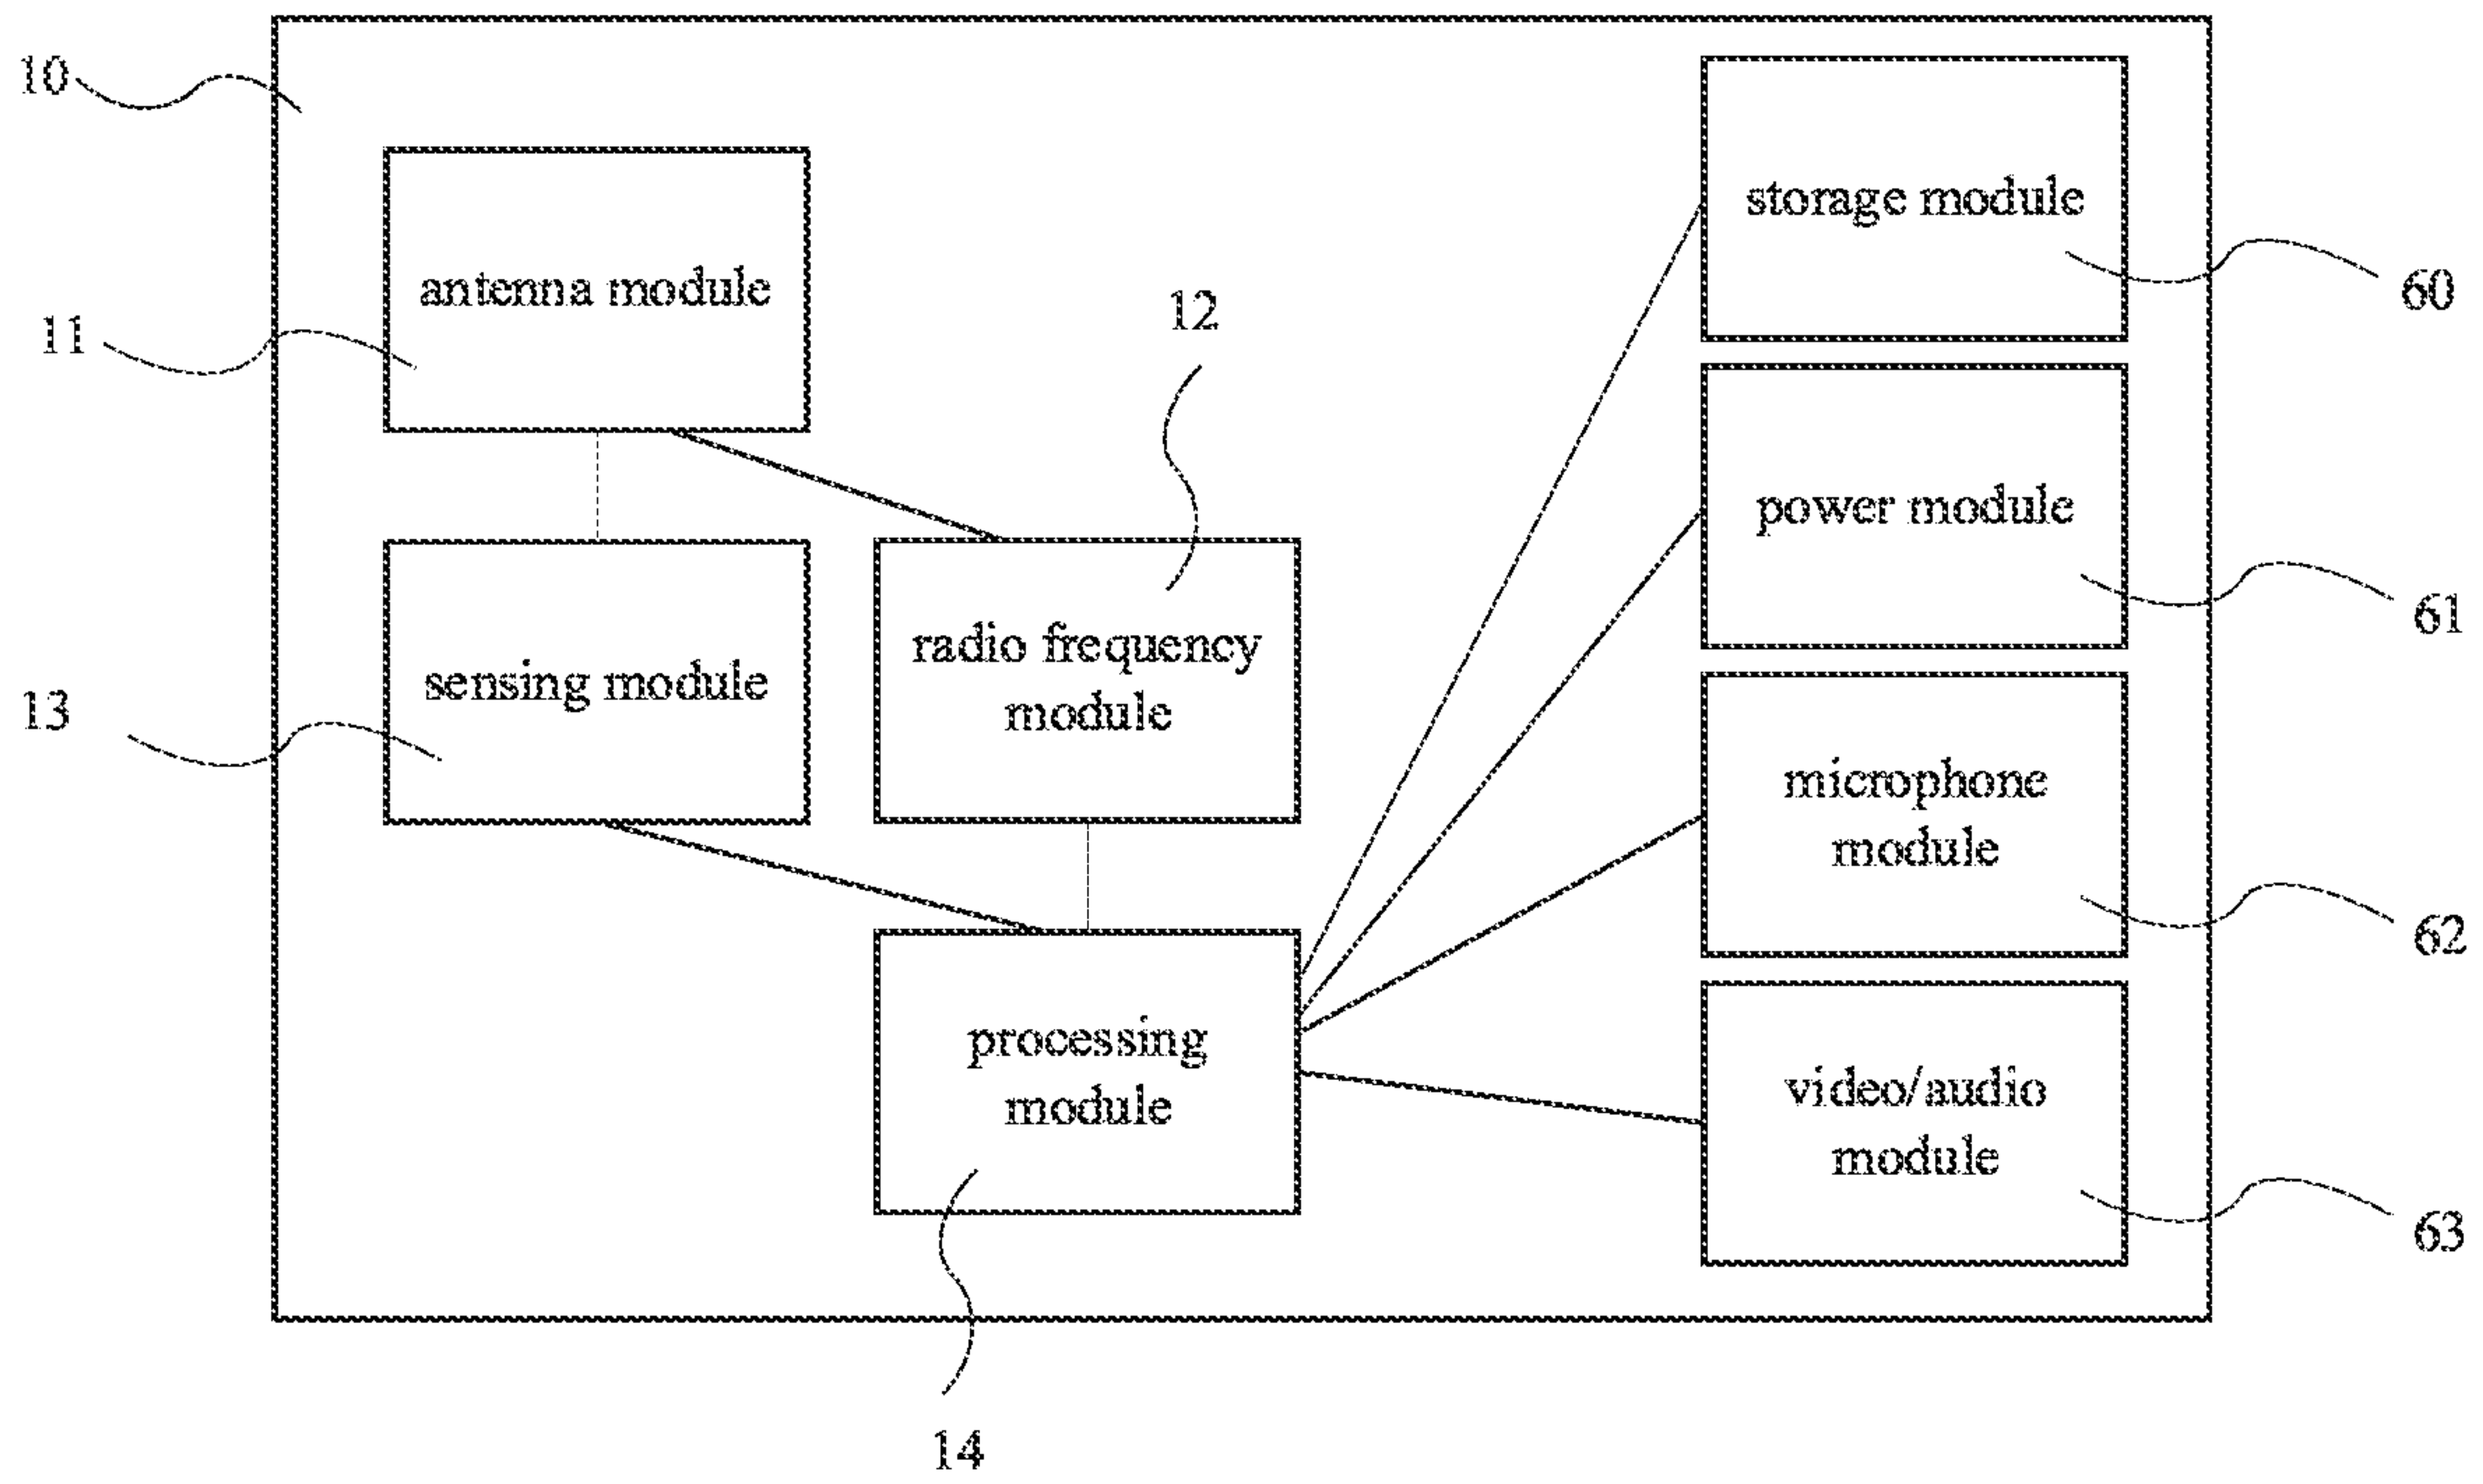 10
storage module
60
antenna module
11
12
power module
61
radio frequency
module
sensing module
13
microphone
module
62
processing
module
video/audio
module
63
14